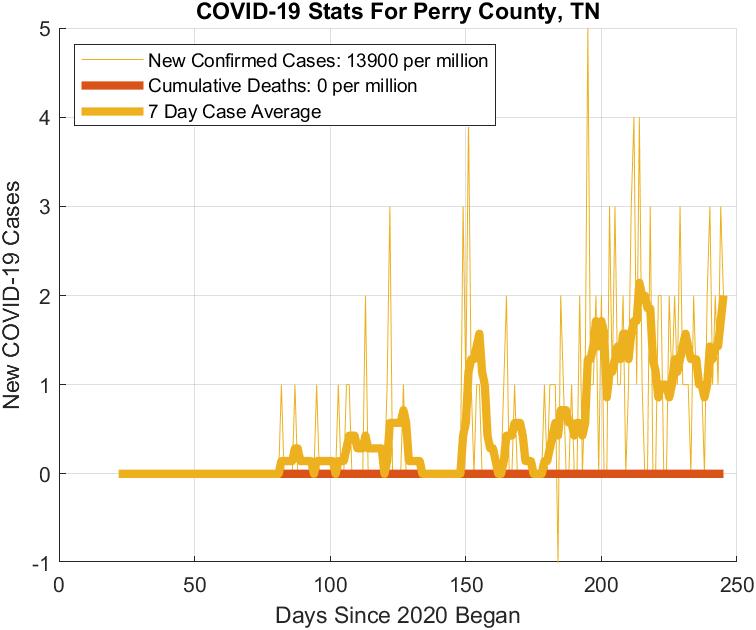 COVID-19 Stats For Perry County, TN
New Confirmed Cases: 13900 per million
Cumulative Deaths: 0 per million
7 Day Case Average
New COVID-19 Cases
5
4
3
2
1
0
-1
0 50 100 150 200 250
Days Since 2020 Began